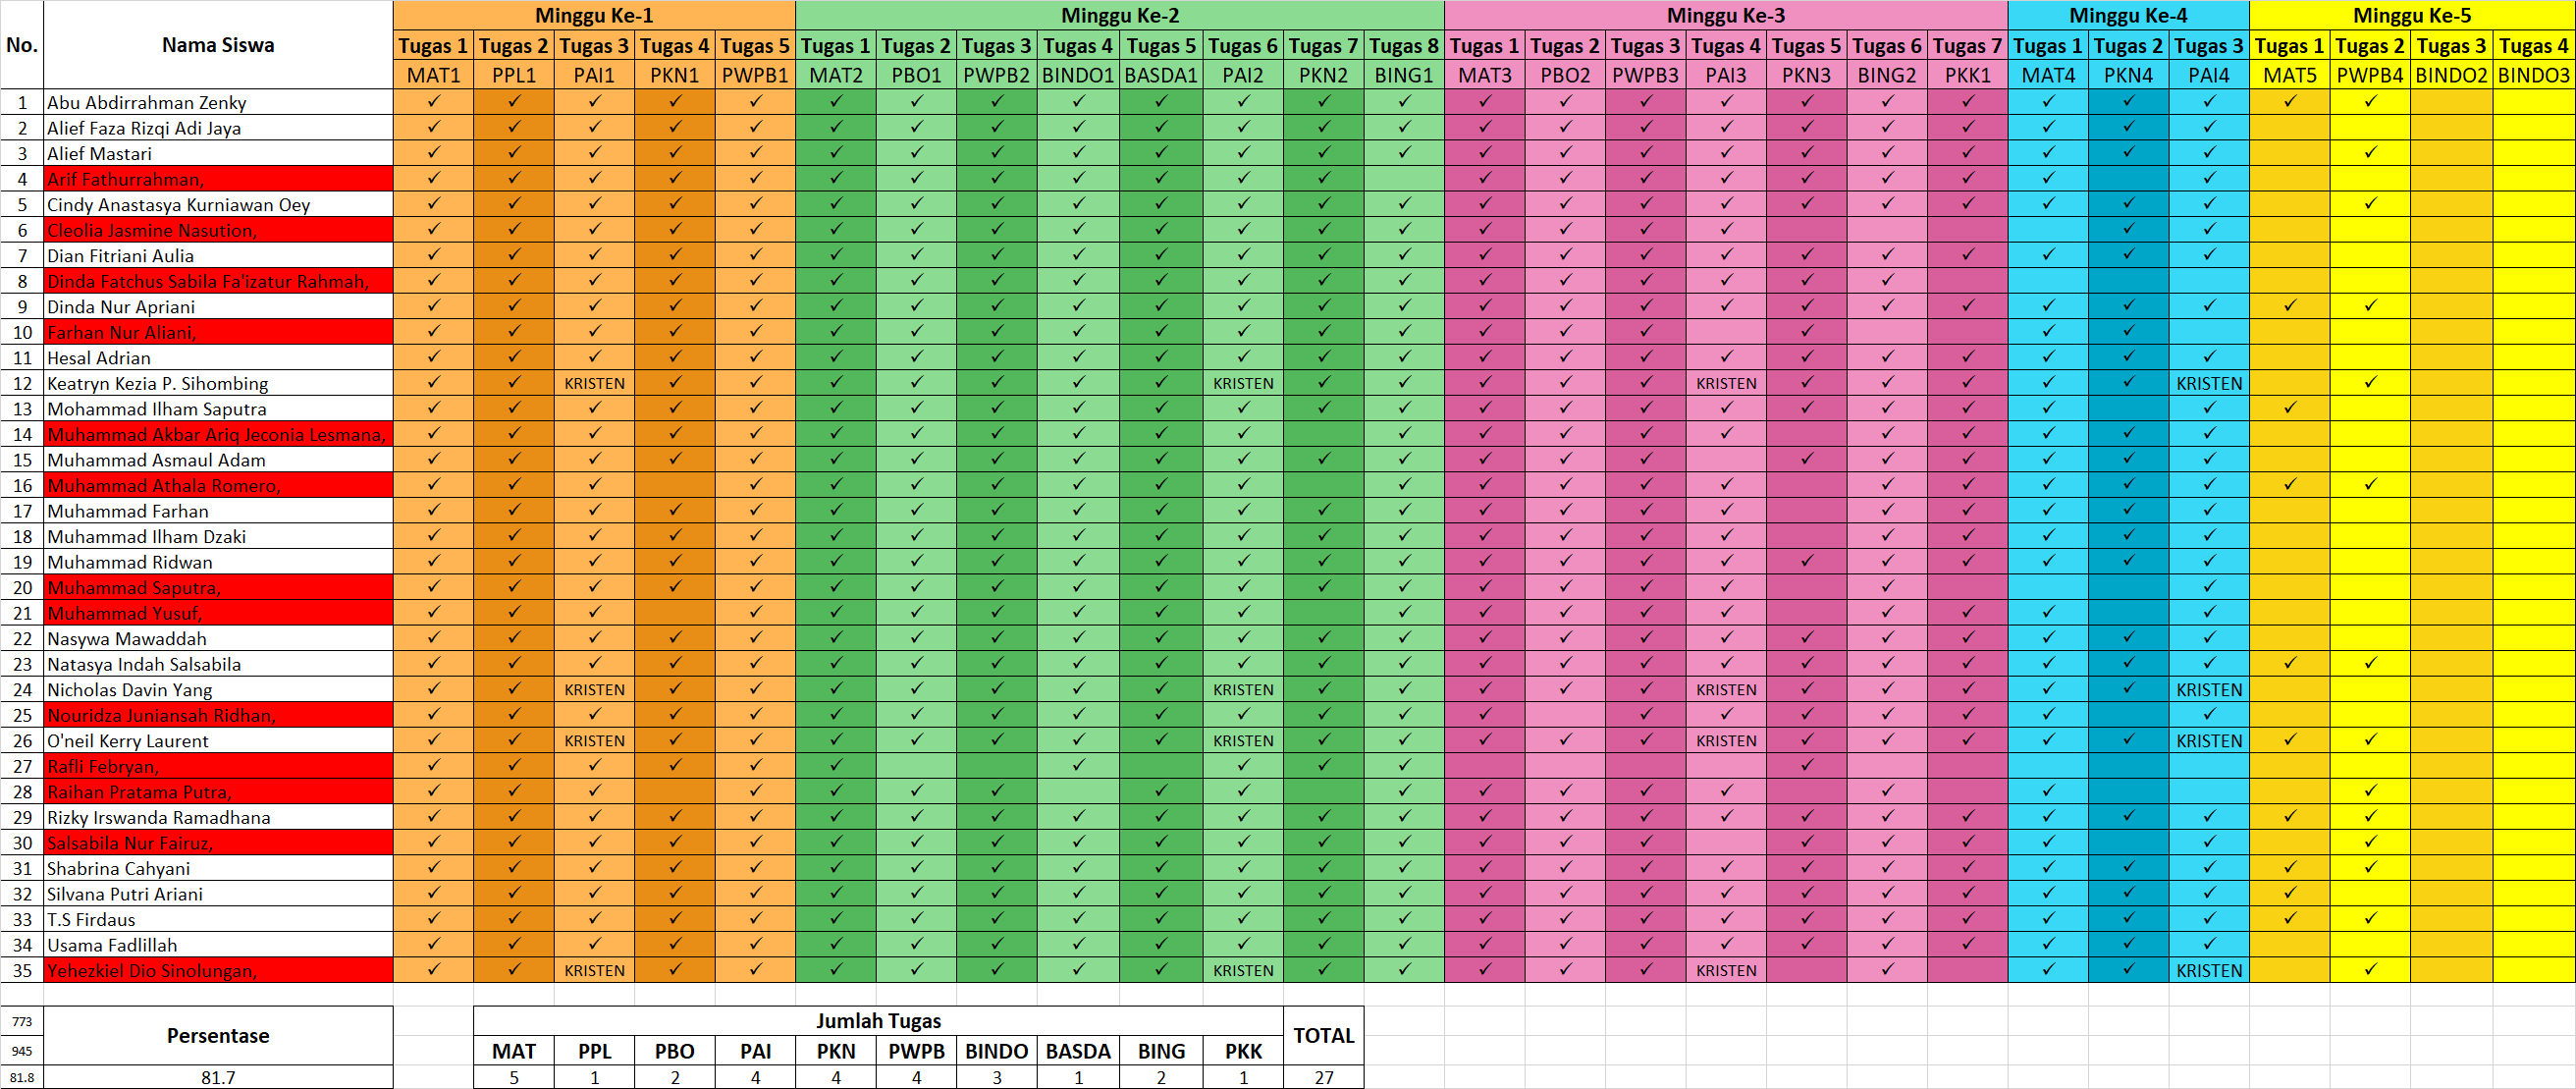 No. Nama Siswa Minggu Ke-1 Minggu Ke-2 Minggu Ke-3 Minggu Ke-4 Minggu Ke-5
Tugas 1 Tugas 2 Tugas 3 Tugas 4 Tugas 5 Tugas 1 Tugas 2 Tugas 3 Tugas 4 Tugas 5 Tugas 6 Tugas 7 Tugas 8 Tugas 1 Tugas 2 Tugas 3 Tugas 4 Tugas 5 Tugas 6 Tugas 7 Tugas 1 Tugas 2 Tugas 3 Tugas 1 Tugas 2 Tugas 3 Tugas 4
MAT1 PPL1 PAI1 PKN1 PWPB1 MAT2 PBO1 PWPB2 BINDO1 BASDA1 PAI2 PKN2 BING1 MAT3 PBO2 PWPB3 PAI3 PKN3 BING2 PKK1 MAT4 PKN4 PAI4 MAT5 PWPB4 BINDO2 BINDO3
1 Abu Abdirrahman Zenky
2 Alief Faza Rizqi Adi Jaya
3 Alief Mastari
4 Arif Fathurrahman,
5 Cindy Anastasya Kurniawan Oey
6 Cleolia Jasmine Nasution,
7 Dian Fitriani Aulia
8 Dinda Fatchus Sabila Fa'izatur Rahmah,
9 Dinda Nur Apriani
10 Farhan Nur Aliani,
11 Hesal Adrian
12 Keatryn Kezia P. Sihombing KRISTEN KRISTEN KRISTEN KRISTEN
13 Mohammad Ilham Saputra
14 Muhammad Akbar Ariq Jeconia Lesmana,
15 Muhammad Asmaul Adam
16 Muhammad Athala Romero,
17 Muhammad Farhan
18 Muhammad Ilham Dzaki
19 Muhammad Ridwan
20 Muhammad Saputra,
21 Muhammad Yusuf,
22 Nasywa Mawaddah
23 Natasya Indah Salsabila
24 Nicholas Davin Yang KRISTEN KRISTEN KRISTEN KRISTEN
25 Nouridza Juniansah Ridhan,
26 O'neil Kerry Laurent KRISTEN KRISTEN KRISTEN KRISTEN
27 Rafli Febryan,
28 Raihan Pratama Putra,
29 Rizky Irswanda Ramadhana
30 Salsabila Nur Fairuz,
31 Shabrina Cahyani
32 Silvana Putri Ariani
33 T.S Firdaus
34 Usama Fadlillah
35 Yehezkiel Dio Sinolungan, KRISTEN KRISTEN KRISTEN KRISTEN
773 Persentase Jumlah Tugas TOTAL
945 MAT PPL PBO PAI PKN PWPB BINDO BASDA BING PKK
81.8 81.7 5 1 2 4 4 4 3 1 2 1 27